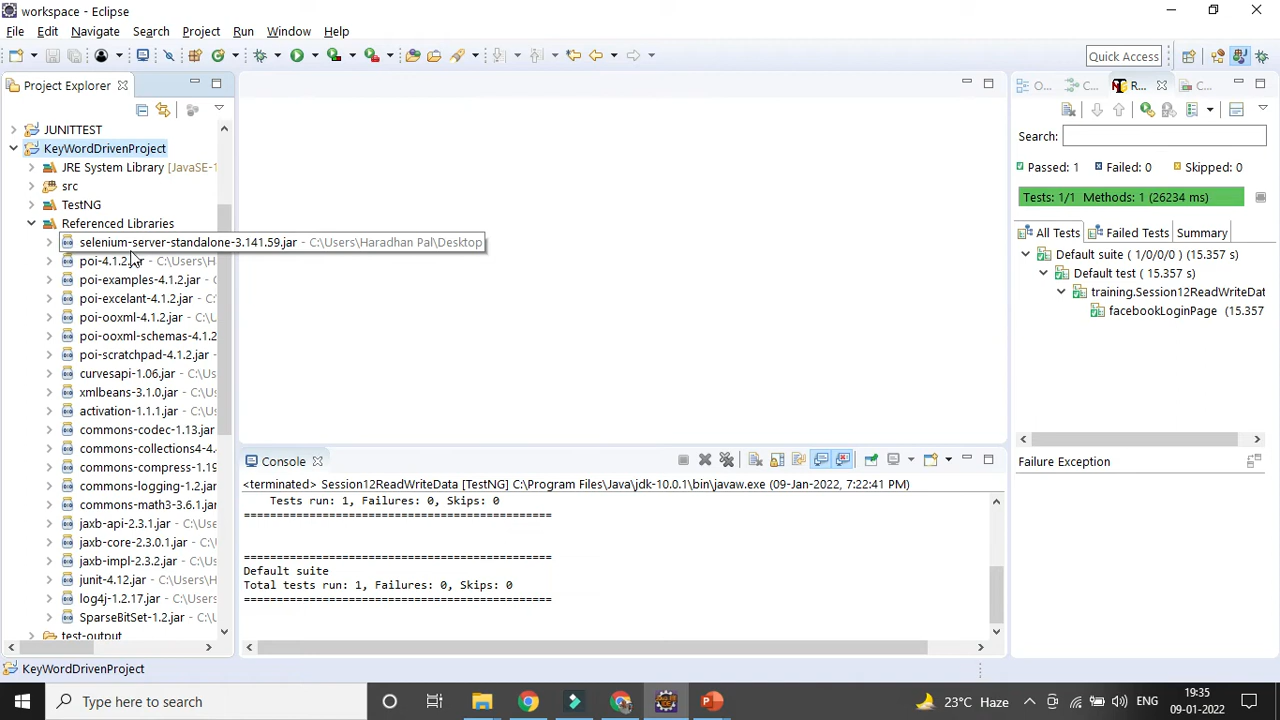 workspace - Eclipse
File Edit Navigate Search Project Run Window Help
Quick Access
Project Explorer
JUNITTEST
KeyWordDrivenProject
JRE System Library [JavaSE-1
src
TestNG
Referenced Libraries
selenium-server-standalone-3.141.59.jar - C:\Users\Haradhan Pal\Desktop
poi-4.1.2.jar - C:\Users\H
poi-examples-4.1.2.jar -
poi-excelant-4.1.2.jar -
poi-ooxml-4.1.2.jar -
poi-ooxml-schemas-4.1.2
poi-scratchpad-4.1.2.jar -
curvesapi-1.06.jar - C:\Us
xmlbeans-3.1.0.jar - C:\Us
activation-1.1.1.jar - C:\Us
commons-codec-1.13.jar
commons-collections4-4.
commons-compress-1.19
commons-logging-1.2.jar
commons-math3-3.6.1.jar
jaxb-api-2.3.1.jar - C:\Use
jaxb-core-2.3.0.1.jar - C:\
jaxb-impl-2.3.2.jar - C:\U
junit-4.12.jar - C:\Users\H
log4j-1.2.17.jar - C:\Users
SparseBitSet-1.2.jar - C:\
test-output
KeyWordDrivenProject
Console
<terminated> Session12ReadWriteData [TestNG] C:\Program Files\Java\jdk-10.0.1\bin\javaw.exe (09-Jan-2022, 7:22:41 PM)
Tests run: 1, Failures: 0, Skips: 0
===============================================
===============================================
Default suite
Total tests run: 1, Failures: 0, Skips: 0
===============================================
O... C... R... C...
Search:
Passed: 1 Failed: 0 Skipped: 0
Tests: 1/1 Methods: 1 (26234 ms)
All Tests Failed Tests Summary
Default suite ( 1/0/0/0 ) (15.357 s)
Default test ( 15.357 s)
training.Session12ReadWriteDat
facebookLoginPage (15.357
Failure Exception
Type here to search
23°C Haze
ENG
19:35
09-01-2022